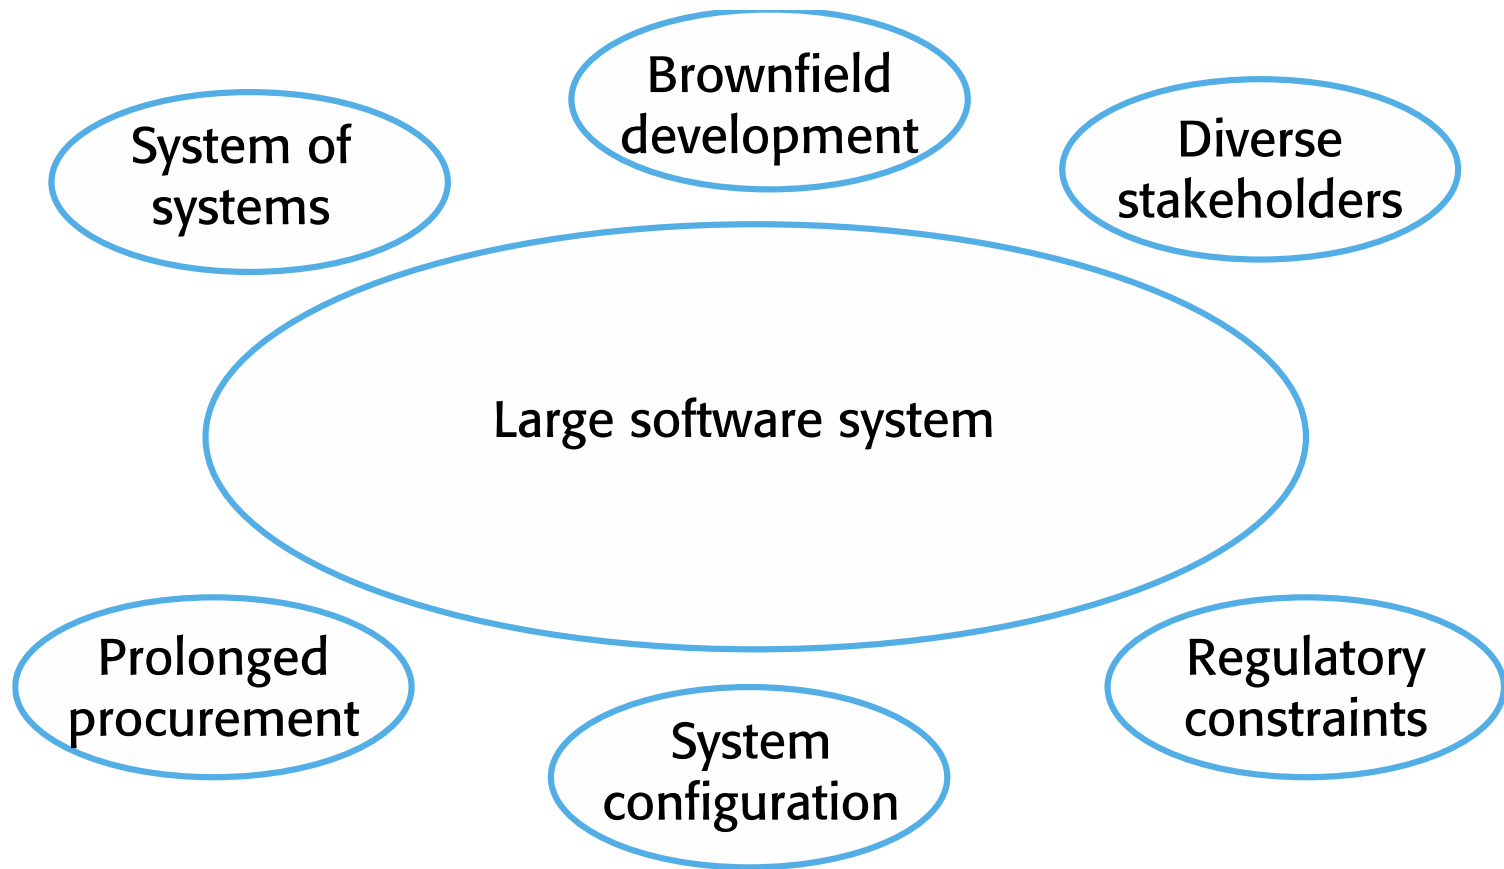 Brownfield
development
System of
systems
Diverse
stakeholders
Large software system
Prolonged
procurement
System
configuration
Regulatory
constraints